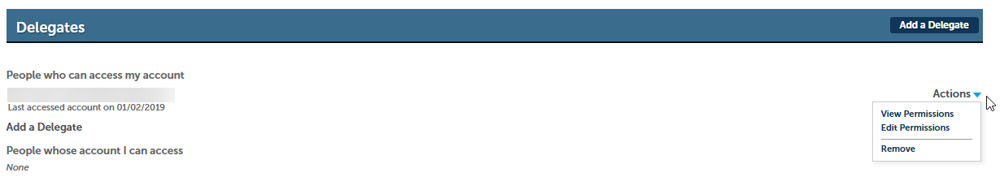 Delegates
Add a Delegate
People who can access my account
Last accessed account on 01/02/2019
Actions
View Permissions
Edit Permissions
Remove
Add a Delegate
People whose account I can access
None